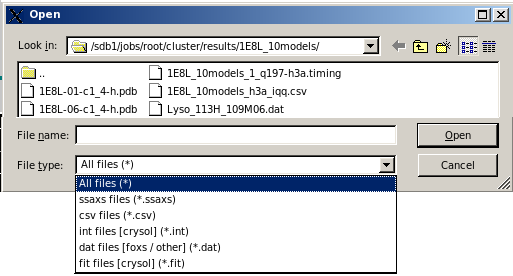 Open
Look in: /sdb1/jobs/root/cluster/results/1E8L_10models/
.. 1E8L_10models_1_q197-h3a.timing
1E8L-01-c1_4-h.pdb 1E8L_10models_h3a_iqq.csv
1E8L-06-c1_4-h.pdb Lyso_113H_109M06.dat
File name: Open
File type: All files (*) Cancel
All files (*)
ssaxs files (*.ssaxs)
csv files (*.csv)
int files [crysol] (*.int)
dat files [foxs / other] (*.dat)
fit files [crysol] (*.fit)